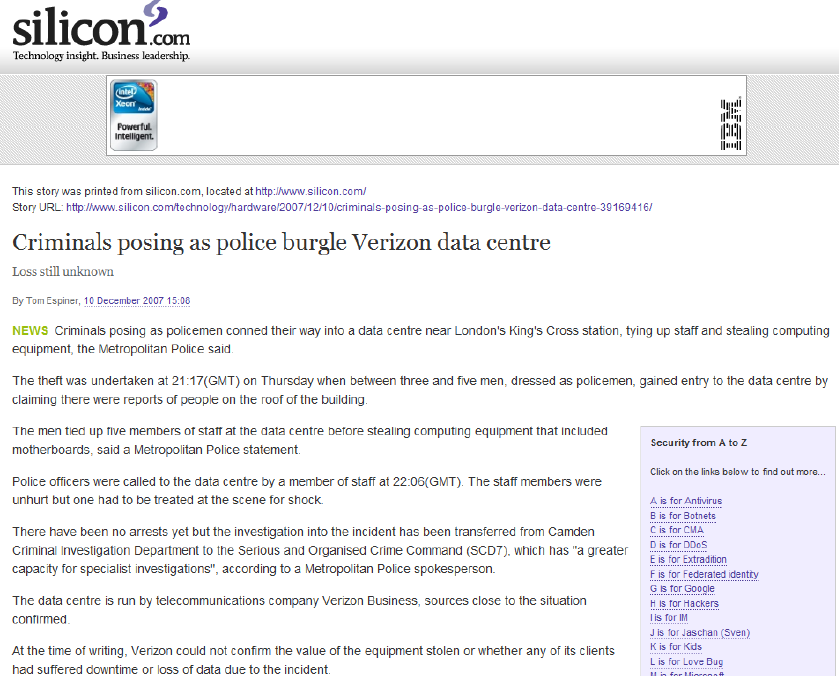 silicon.com
Technology insight. Business leadership.
intel Xeon inside
Powerful.
Intelligent.
IBM
This story was printed from silicon.com, located at http://www.silicon.com/
Story URL: http://www.silicon.com/technology/hardware/2007/12/10/criminals-posing-as-police-burgle-verizon-data-centre-39169416/
Criminals posing as police burgle Verizon data centre
Loss still unknown
By Tom Espiner, 10 December 2007 15:08
NEWS Criminals posing as policemen conned their way into a data centre near London's King's Cross station, tying up staff and stealing computing
equipment, the Metropolitan Police said.
The theft was undertaken at 21:17(GMT) on Thursday when between three and five men, dressed as policemen, gained entry to the data centre by
claiming there were reports of people on the roof of the building.
The men tied up five members of staff at the data centre before stealing computing equipment that included
motherboards, said a Metropolitan Police statement.
Police officers were called to the data centre by a member of staff at 22:06(GMT). The staff members were
unhurt but one had to be treated at the scene for shock.
There have been no arrests yet but the investigation into the incident has been transferred from Camden
Criminal Investigation Department to the Serious and Organised Crime Command (SCD7), which has "a greater
capacity for specialist investigations", according to a Metropolitan Police spokesperson.
The data centre is run by telecommunications company Verizon Business, sources close to the situation
confirmed.
At the time of writing, Verizon could not confirm the value of the equipment stolen or whether any of its clients
had suffered downtime or loss of data due to the incident.
Security from A to Z
Click on the links below to find out more...
A is for Antivirus
B is for Botnets
C is for CMA
D is for DDoS
E is for Extradition
F is for Federated identity
G is for Google
H is for Hackers
I is for IM
J is for Jaschan (Sven)
K is for Kids
L is for Love Bug
M is for Microsoft